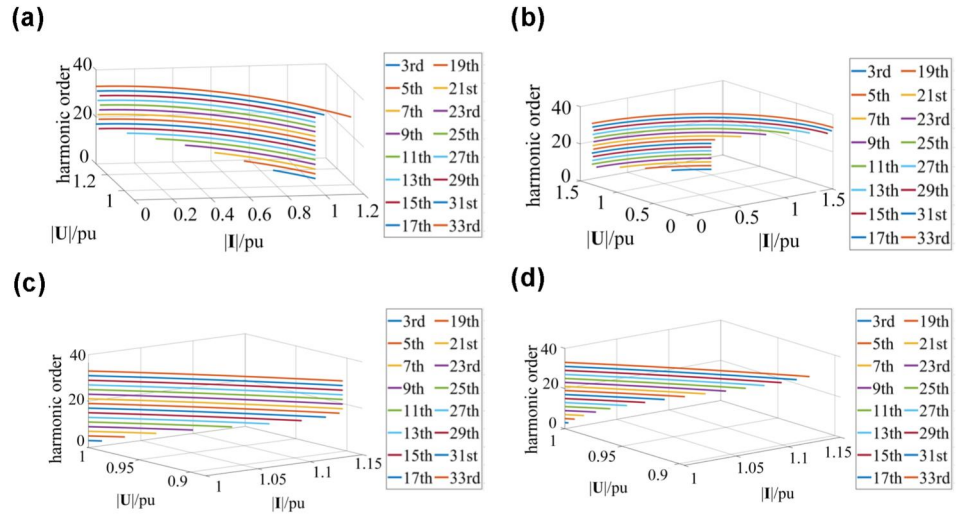 (a)
harmonic order
40
20
0
1.2
1
0
0.2
0.4
0.6
0.8
1
1.2
|U|/pu
|I|/pu
3rd 19th
5th 21st
7th 23rd
9th 25th
11th 27th
13th 29th
15th 31st
17th 33rd
(b)
harmonic order
40
20
0
1.5
1
0.5
0
0
0.5
1
1.5
|U|/pu
|I|/pu
3rd 19th
5th 21st
7th 23rd
9th 25th
11th 27th
13th 29th
15th 31st
17th 33rd
(c)
harmonic order
40
20
0
1
0.95
0.9
1
1.05
1.1
1.15
|U|/pu
|I|/pu
3rd 19th
5th 21st
7th 23rd
9th 25th
11th 27th
13th 29th
15th 31st
17th 33rd
(d)
harmonic order
40
20
0
1
0.95
0.9
1
1.05
1.1
1.15
|U|/pu
|I|/pu
3rd 19th
5th 21st
7th 23rd
9th 25th
11th 27th
13th 29th
15th 31st
17th 33rd